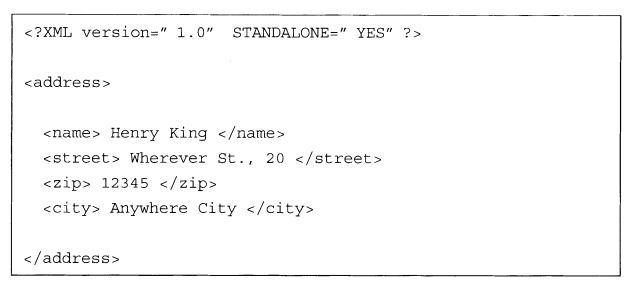 <?XML version=" 1.0" STANDALONE=" YES" ?>
<address>
<name> Henry King </name>
<street> Wherever St., 20 </street>
<zip> 12345 </zip>
<city> Anywhere City </city>
</address>